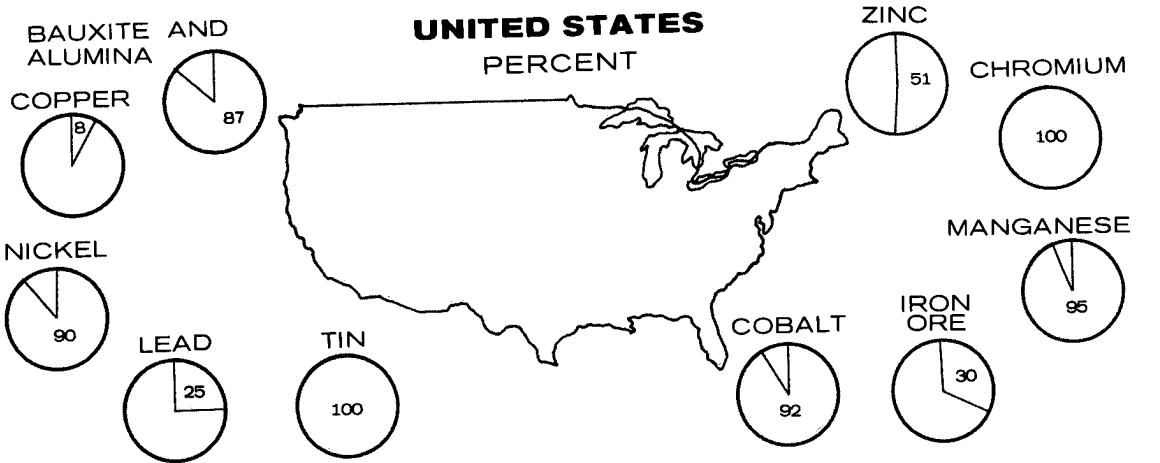 UNITED STATES
PERCENT
BAUXITE AND
ALUMINA
87
COPPER
8
NICKEL
90
LEAD
25
TIN
100
ZINC
51
CHROMIUM
100
MANGANESE
95
IRON
ORE
30
COBALT
92